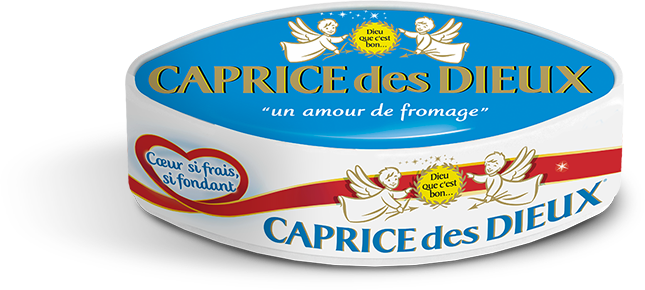 Dieu
que c'est
bon...
CAPRICE des DIEUX
"un amour de fromage"
Cœur si frais,
si fondant
Dieu
que c'est
bon...
CAPRICE des DIEUX